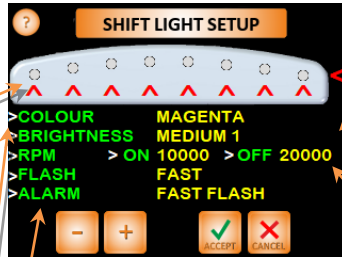 ?
SHIFT LIGHT SETUP
^ ^ ^ ^ ^ ^ ^ ^
<
>COLOUR MAGENTA
>BRIGHTNESS MEDIUM 1
>RPM >ON 10000 >OFF 20000
>FLASH FAST
>ALARM FAST FLASH
- + ACCEPT CANCEL